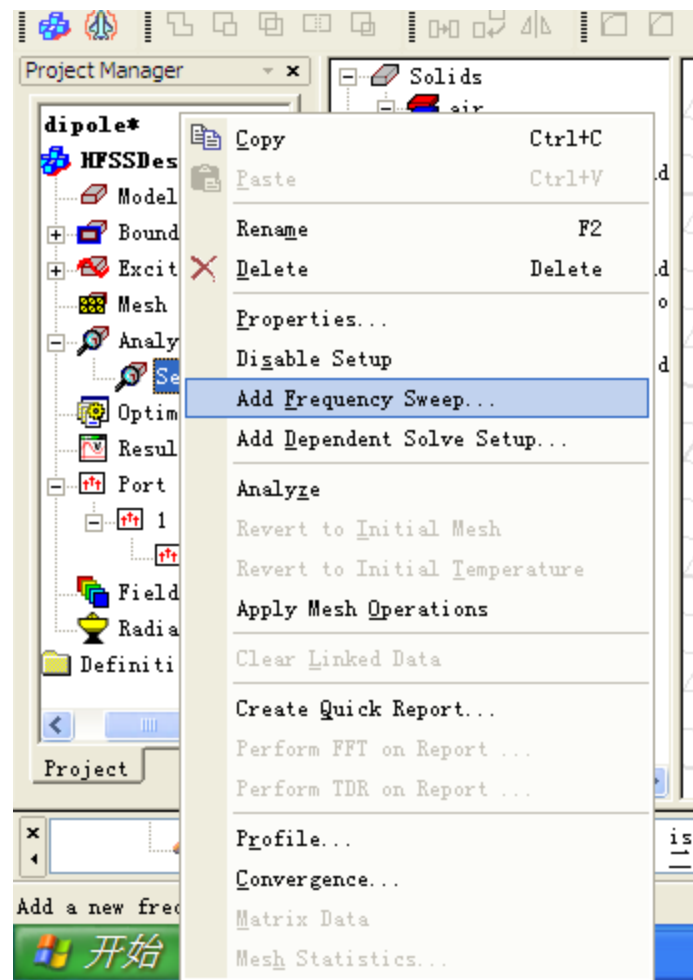 Project Manager
Solids
air
dipole*
HFSSDes
Model
Bound
Excit
Mesh
Analy
Se
Optim
Resul
Port
1
Field
Radia
Definiti
Project
Copy Ctrl+C
Paste Ctrl+V
Rename F2
Delete Delete
Properties...
Disable Setup
Add Frequency Sweep...
Add Dependent Solve Setup...
Analyze
Revert to Initial Mesh
Revert to Initial Temperature
Apply Mesh Operations
Clear Linked Data
Create Quick Report...
Perform FFT on Report ...
Perform TDR on Report ...
Profile...
Convergence...
Matrix Data
Mesh Statistics...
d
d
o
d
is
Add a new freq
开始